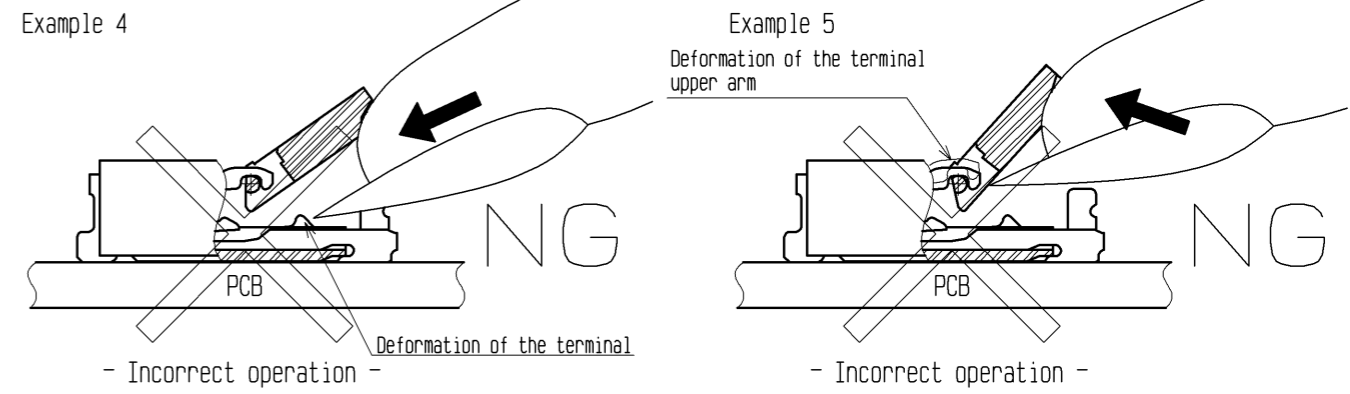 Example 4
NG
PCB
Deformation of the terminal
- Incorrect operation -
Example 5
Deformation of the terminal
upper arm
NG
PCB
- Incorrect operation -